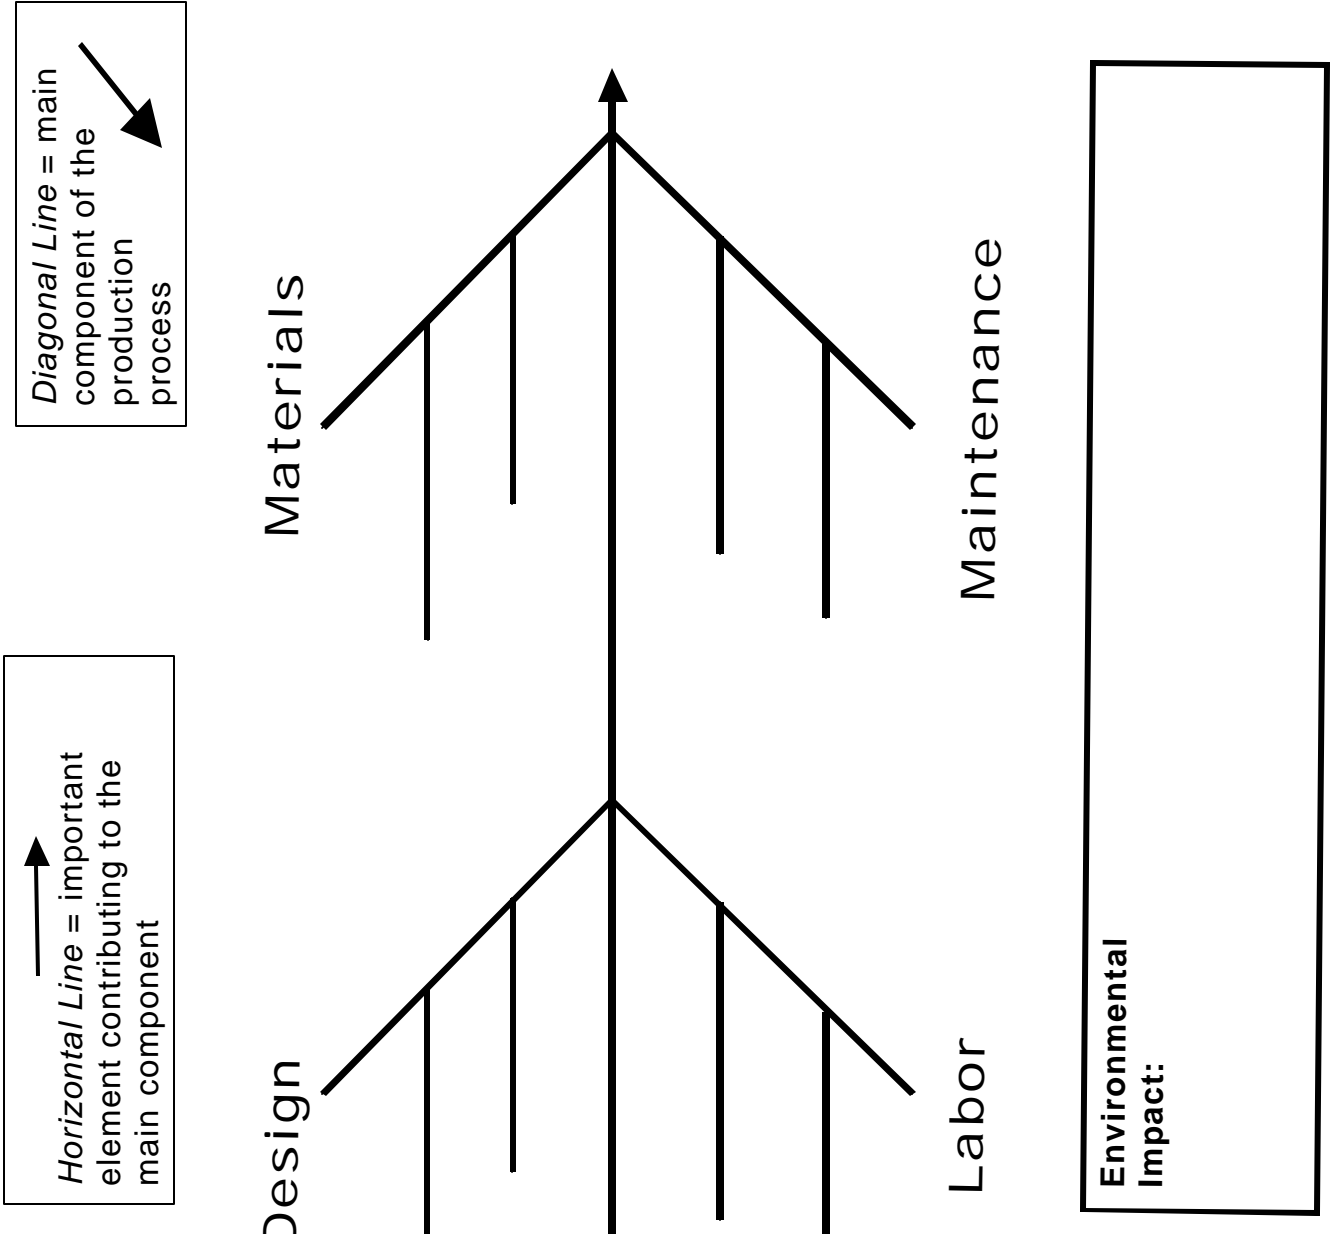 Horizontal Line = important
element contributing to the
main component
Diagonal Line = main
component of the
production
process
Design
Materials
Labor
Maintenance
Environmental
Impact: